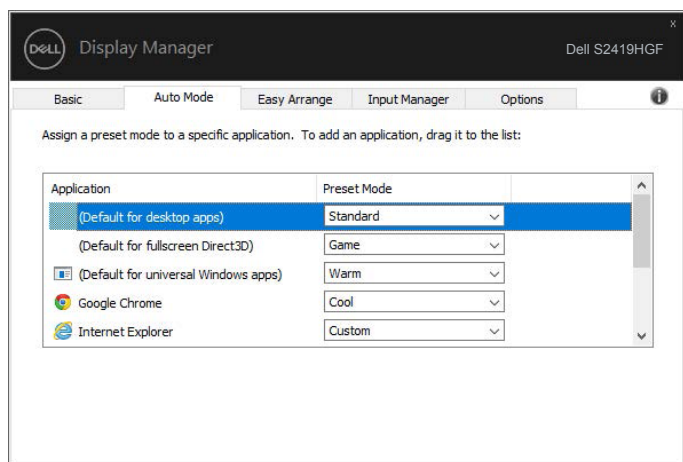 x
DELL Display Manager Dell S2419HGF
Basic Auto Mode Easy Arrange Input Manager Options
Assign a preset mode to a specific application. To add an application, drag it to the list:
Application Preset Mode
(Default for desktop apps) Standard
(Default for fullscreen Direct3D) Game
(Default for universal Windows apps) Warm
Google Chrome Cool
Internet Explorer Custom